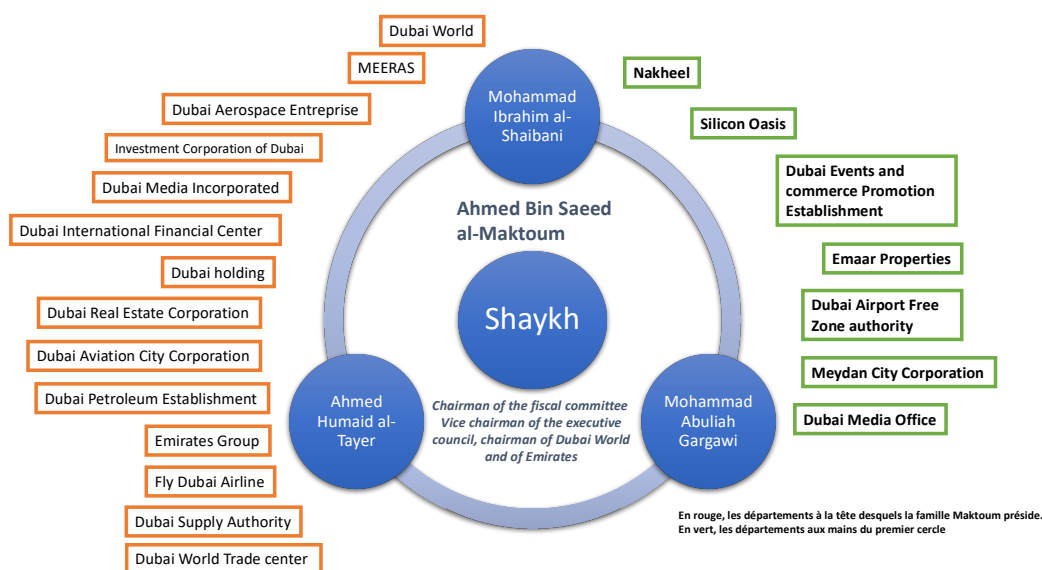 Dubai World
MEERAS
Dubai Aerospace Entreprise
Investment Corporation of Dubai
Dubai Media Incorporated
Dubai International Financial Center
Dubai holding
Dubai Real Estate Corporation
Dubai Aviation City Corporation
Dubai Petroleum Establishment
Emirates Group
Fly Dubai Airline
Dubai Supply Authority
Dubai World Trade center
Mohammad
Ibrahim al-
Shaibani
Ahmed Bin Saeed
al-Maktoum
Shaykh
Chairman of the fiscal committee
Vice chairman of the executive
council, chairman of Dubai World
and of Emirates
Ahmed
Humaid al-
Tayer
Mohammad
Abuliah
Gargawi
Nakheel
Silicon Oasis
Dubai Events and
commerce Promotion
Establishment
Emaar Properties
Dubai Airport Free
Zone authority
Meydan City Corporation
Dubai Media Office
En rouge, les départements à la tête desquels la famille Maktoum préside.
En vert, les départements aux mains du premier cercle